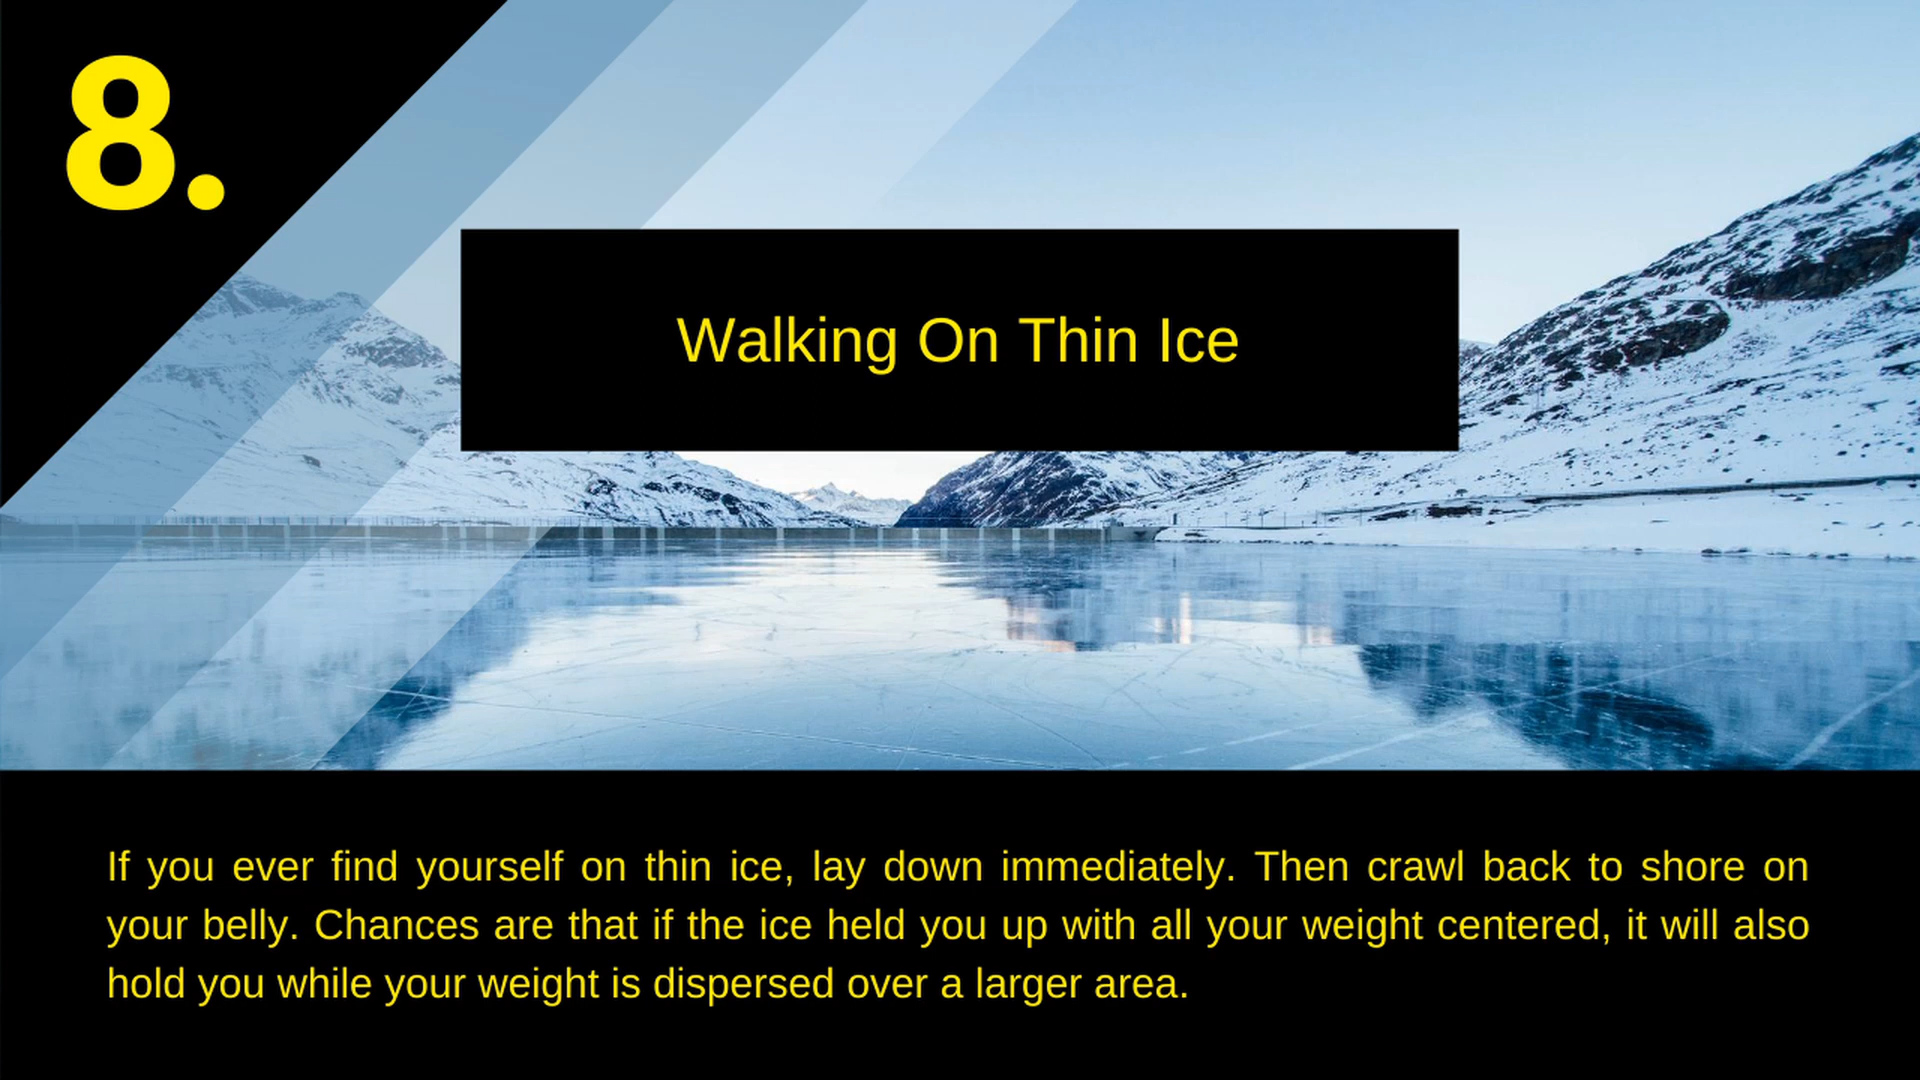 8.
Walking On Thin Ice
If you ever find yourself on thin ice, lay down immediately. Then crawl back to shore on
your belly. Chances are that if the ice held you up with all your weight centered, it will also
hold you while your weight is dispersed over a larger area.